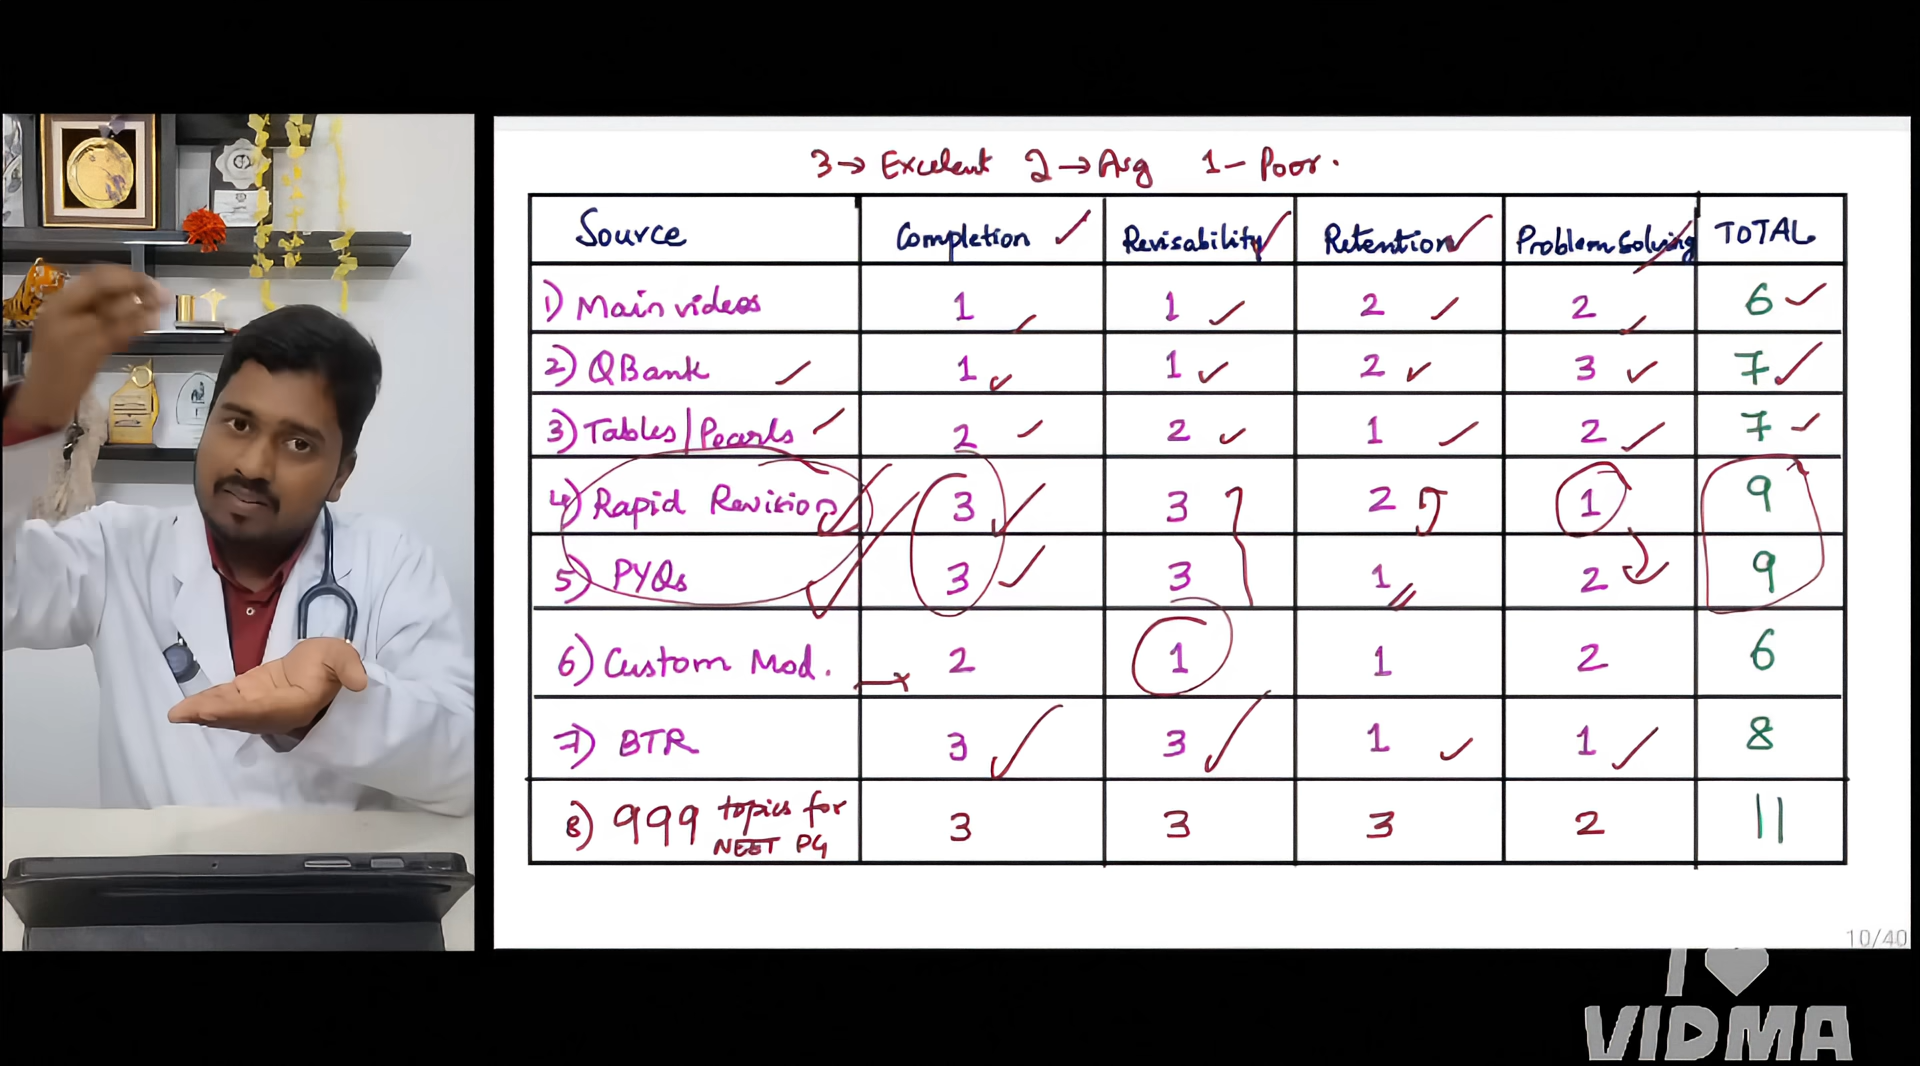 3→ Excelent 2→Avg 1– Poor.
Source Completion Revisability Retention Problem Solving TOTAL
1) Main videos 1 1 2 2 6
2) QBank 1 1 2 3 7
3) Tables/Pearls 2 2 1 2 7
4) Rapid Revision 3 3 2 1 9
5) PYQs 3 3 1 2 9
6) Custom Mod. 2 1 1 2 6
7) BTR 3 3 1 1 8
8) 999 topics for NEET PG 3 3 3 2 11
10/40
I
VIDMA